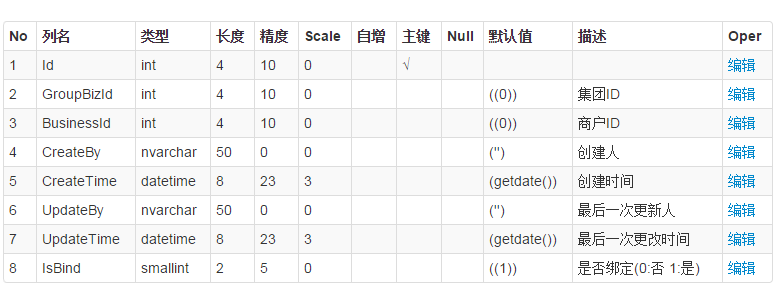 No 列名 类型 长度 精度 Scale 自增 主键 Null 默认值 描述 Oper
1 Id int 4 10 0 √ 编辑
2 GroupBizId int 4 10 0 ((0)) 集团ID 编辑
3 BusinessId int 4 10 0 ((0)) 商户ID 编辑
4 CreateBy nvarchar 50 0 0 ('') 创建人 编辑
5 CreateTime datetime 8 23 3 (getdate()) 创建时间 编辑
6 UpdateBy nvarchar 50 0 0 ('') 最后一次更新人 编辑
7 UpdateTime datetime 8 23 3 (getdate()) 最后一次更改时间 编辑
8 IsBind smallint 2 5 0 ((1)) 是否绑定(0:否 1:是) 编辑